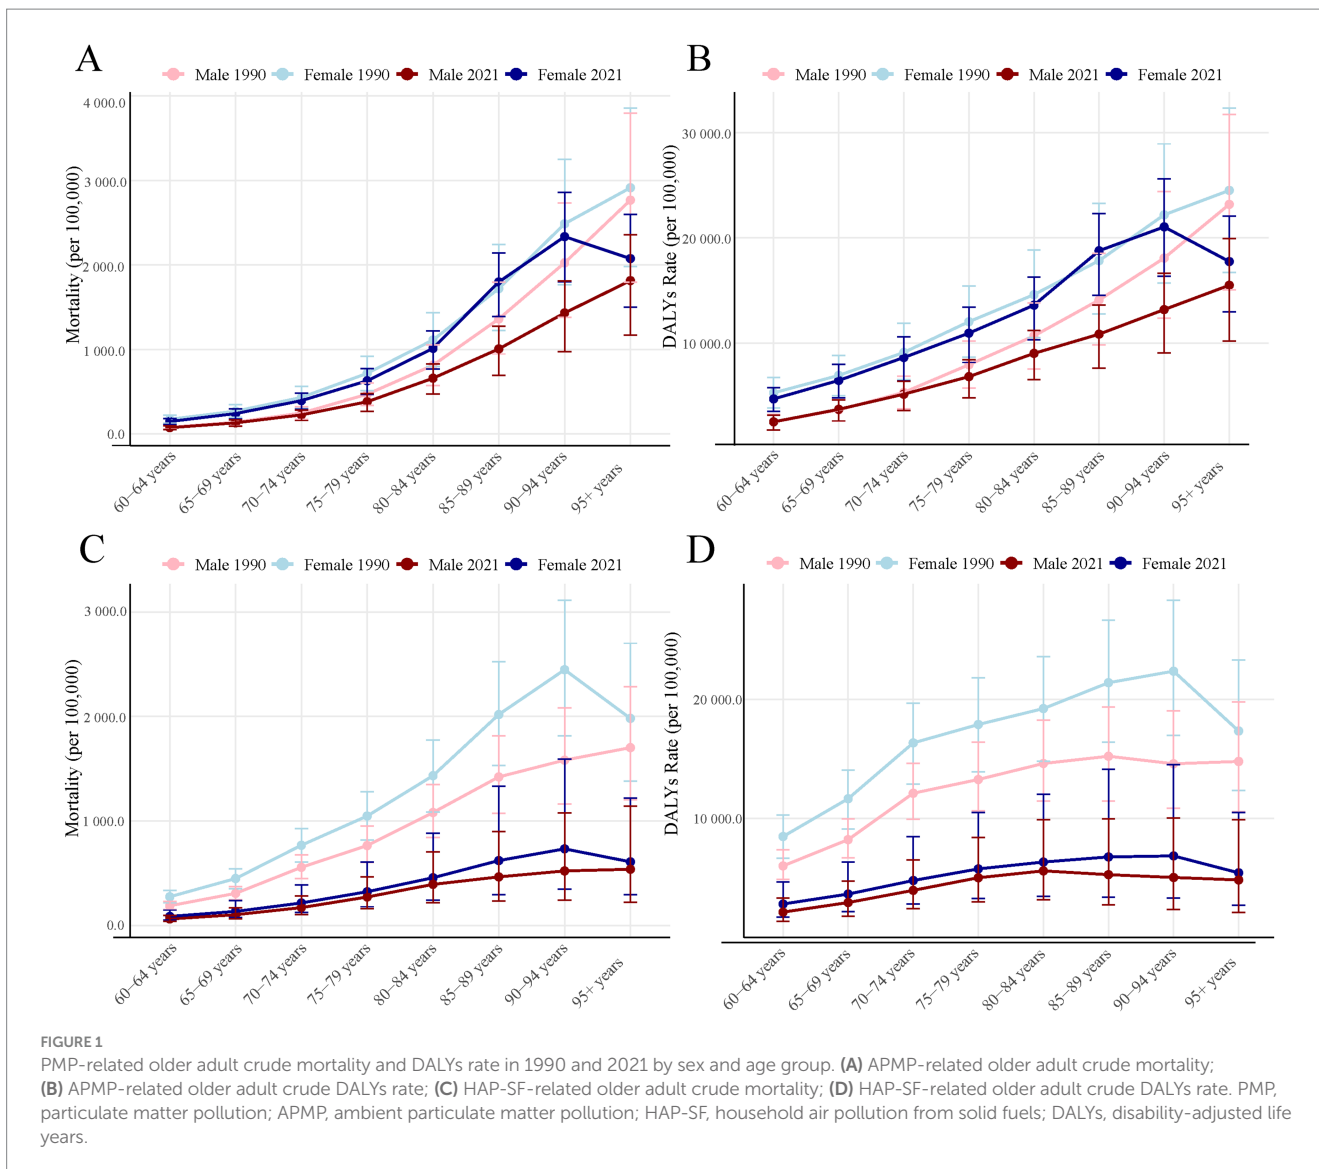 A
Male 1990 Female 1990 Male 2021 Female 2021
Mortality (per 100,000)
4 000.0
3 000.0
2 000.0
1 000.0
0.0
60–64 years
65–69 years
70–74 years
75–79 years
80–84 years
85–89 years
90–94 years
95+ years
B
Male 1990 Female 1990 Male 2021 Female 2021
DALYs Rate (per 100,000)
30 000.0
20 000.0
10 000.0
60–64 years
65–69 years
70–74 years
75–79 years
80–84 years
85–89 years
90–94 years
95+ years
C
Male 1990 Female 1990 Male 2021 Female 2021
Mortality (per 100,000)
3 000.0
2 000.0
1 000.0
0.0
60–64 years
65–69 years
70–74 years
75–79 years
80–84 years
85–89 years
90–94 years
95+ years
D
Male 1990 Female 1990 Male 2021 Female 2021
DALYs Rate (per 100,000)
20 000.0
10 000.0
60–64 years
65–69 years
70–74 years
75–79 years
80–84 years
85–89 years
90–94 years
95+ years
FIGURE 1
PMP-related older adult crude mortality and DALYs rate in 1990 and 2021 by sex and age group. (A) APMP-related older adult crude mortality;
(B) APMP-related older adult crude DALYs rate; (C) HAP-SF-related older adult crude mortality; (D) HAP-SF-related older adult crude DALYs rate. PMP,
particulate matter pollution; APMP, ambient particulate matter pollution; HAP-SF, household air pollution from solid fuels; DALYs, disability-adjusted life
years.